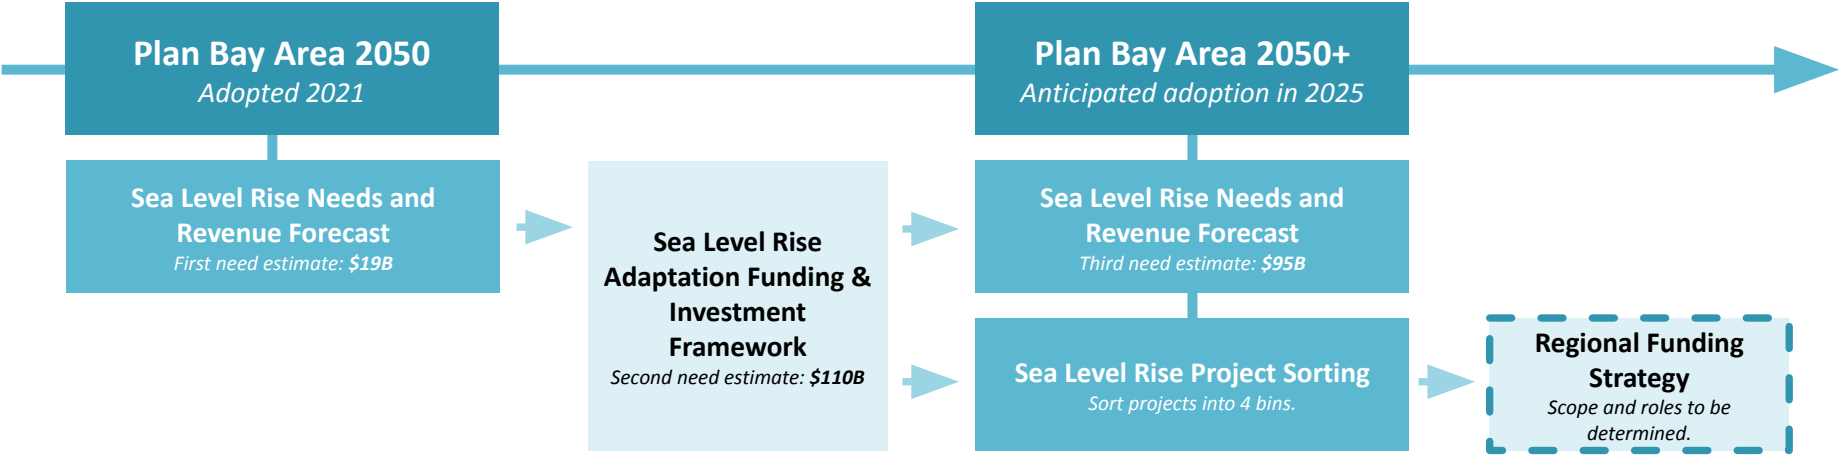 Plan Bay Area 2050
Adopted 2021
Plan Bay Area 2050+
Anticipated adoption in 2025
Sea Level Rise Needs and
Revenue Forecast
First need estimate: $19B
Sea Level Rise
Adaptation Funding &
Investment
Framework
Second need estimate: $110B
Sea Level Rise Needs and
Revenue Forecast
Third need estimate: $95B
Sea Level Rise Project Sorting
Sort projects into 4 bins.
Regional Funding
Strategy
Scope and roles to be
determined.